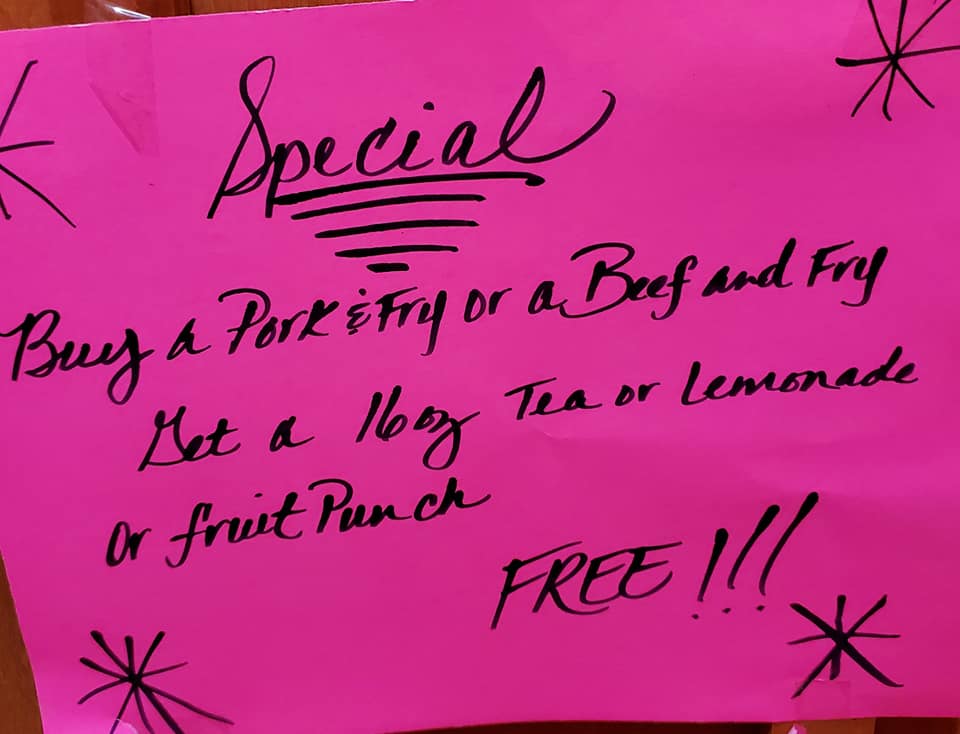 Special
Buy a Pork & Fry or a Beef and Fry
Get a 16oz Tea or Lemonade
or fruit Punch
FREE!!!